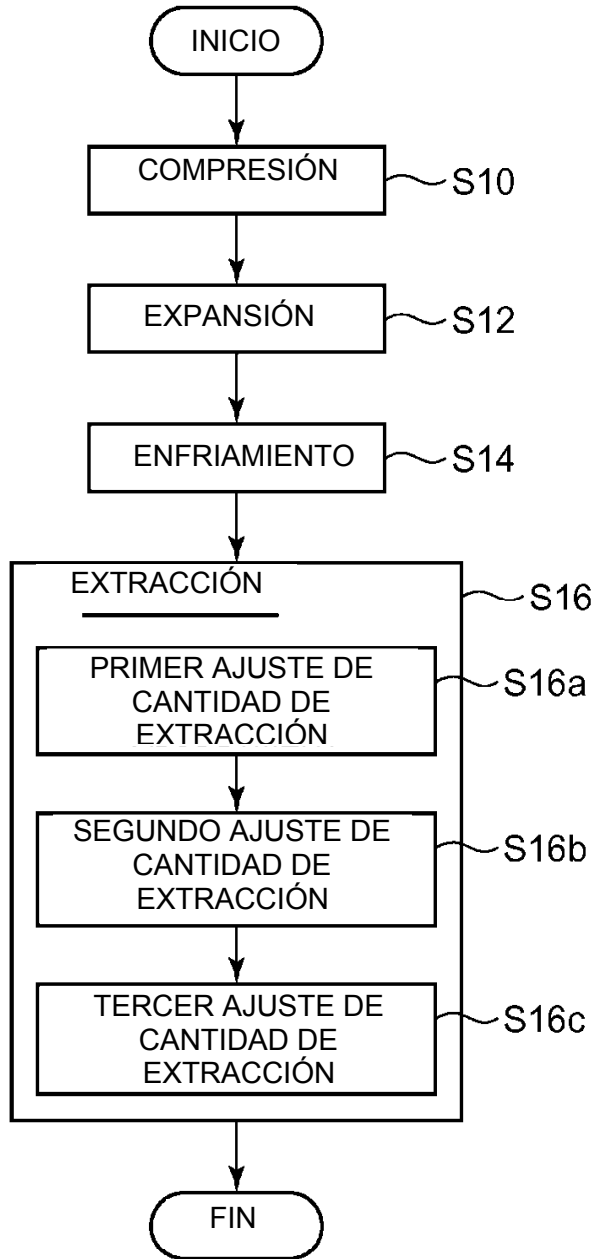 INICIO
COMPRESIÓN
S10
EXPANSIÓN
S12
ENFRIAMIENTO
S14
EXTRACCIÓN
S16
PRIMER AJUSTE DE
CANTIDAD DE
EXTRACCIÓN
S16a
SEGUNDO AJUSTE DE
CANTIDAD DE
EXTRACCIÓN
S16b
TERCER AJUSTE DE
CANTIDAD DE
EXTRACCIÓN
S16c
FIN